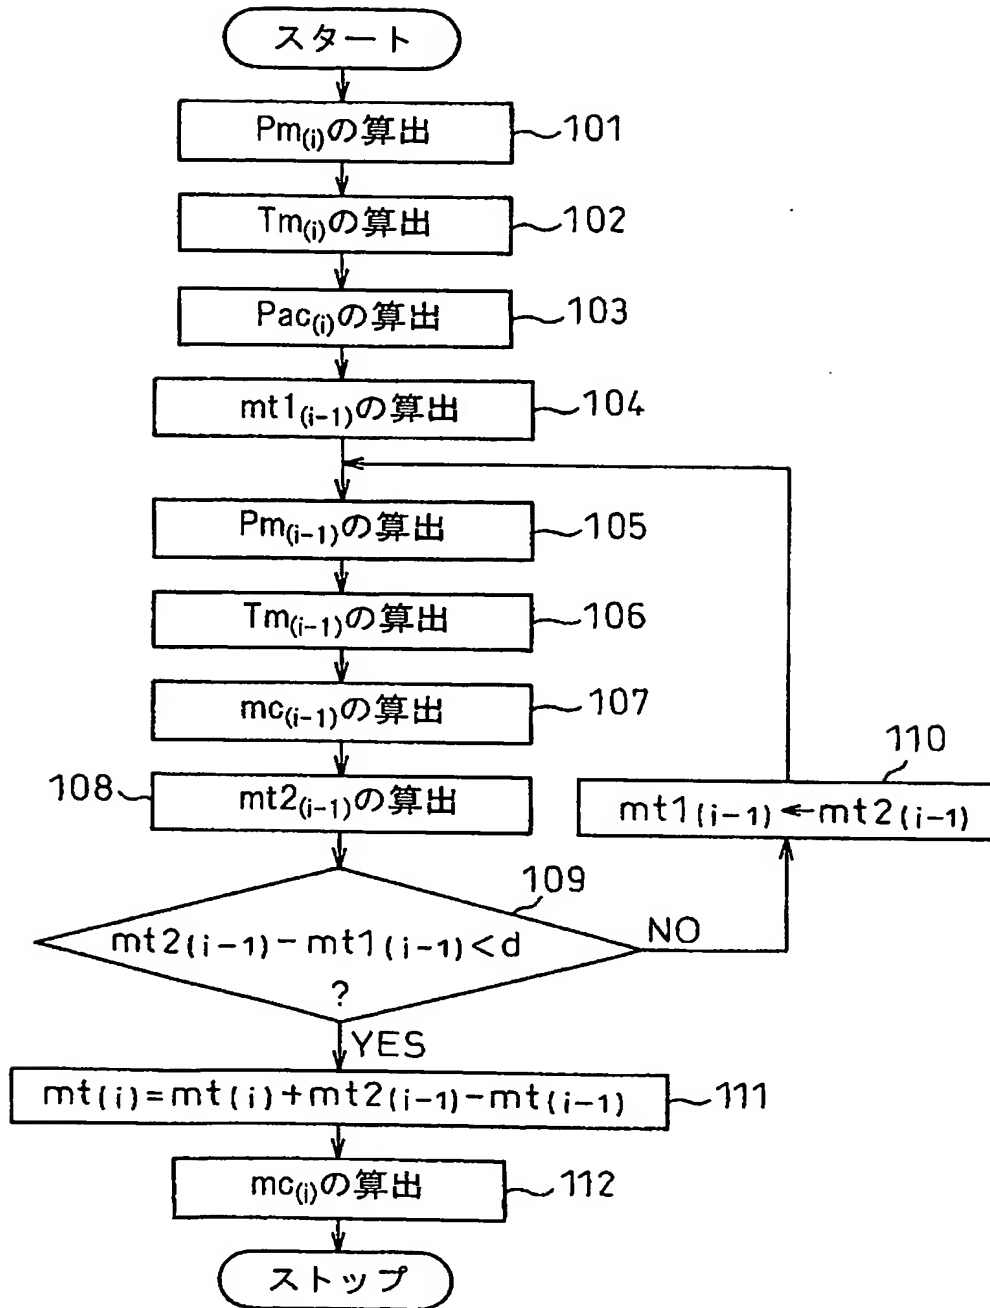 スタート
Pm(i)の算出 101
Tm(i)の算出 102
Pac(i)の算出 103
mt1(i-1)の算出 104
Pm(i-1)の算出 105
Tm(i-1)の算出 106
mc(i-1)の算出 107
110
108 mt2(i-1)の算出
mt1(i-1)←mt2(i-1)
109
mt2(i-1)-mt1(i-1)<d
?
NO
YES
mt(i)=mt(i)+mt2(i-1)-mt(i-1) 111
mc(i)の算出 112
ストップ